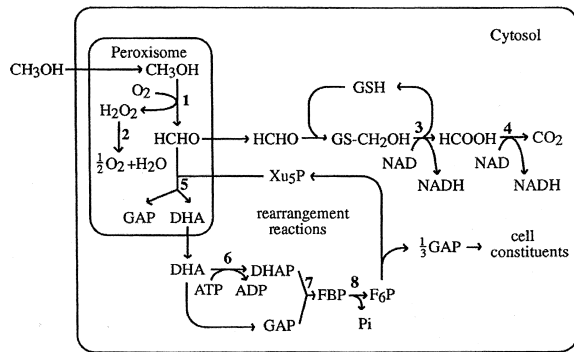 Peroxisome
Cytosol
CH3OH
CH3OH
O2
1
GSH
H2O2
2
HCHO
HCHO
GS-CH2OH
3
HCOOH
4
CO2
NAD
NAD
NADH
NADH
½O2+H2O
5
Xu5P
GAP
DHA
rearrangement
reactions
⅓GAP
cell
constituents
DHA
6
DHAP
7
8
ATP
ADP
FBP
F6P
GAP
Pi